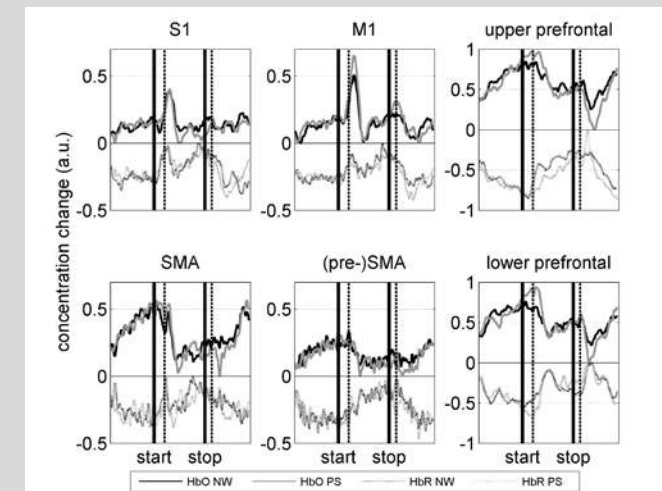 S1
M1
upper prefrontal
0.5
0
-0.5
0.5
0
-0.5
1
0.5
0
-0.5
-1
concentration change (a.u.)
SMA
(pre-)SMA
lower prefrontal
0.5
0
-0.5
0.5
0
-0.5
1
0.5
0
-0.5
-1
start stop
start stop
start stop
HbO NW HbO PS HbR NW HbR PS